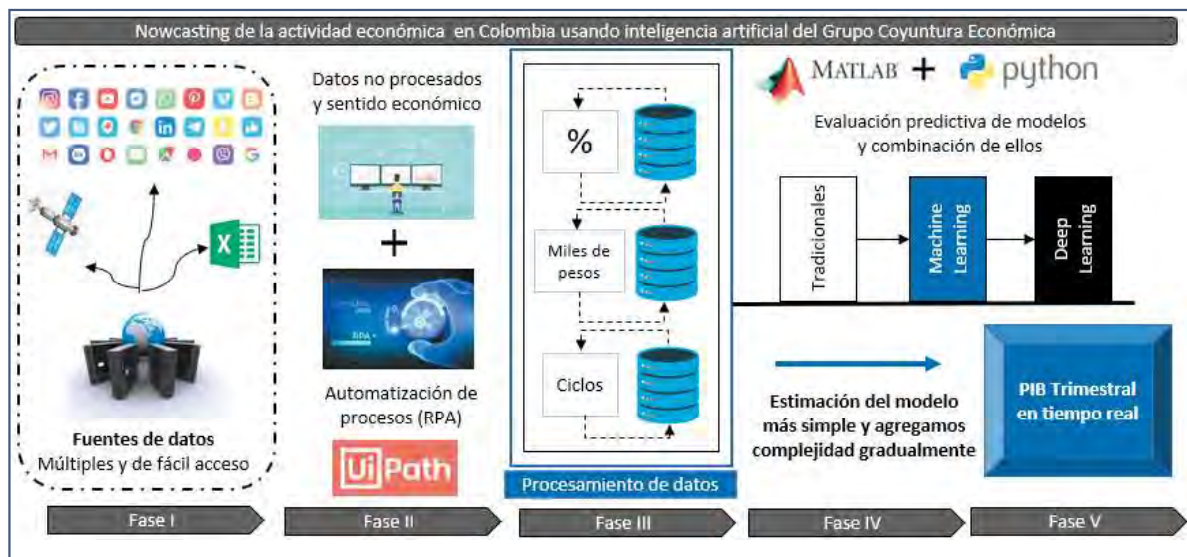 Nowcasting de la actividad económica en Colombia usando inteligencia artificial del Grupo Coyuntura Económica
Fuentes de datos
Múltiples y de fácil acceso
Datos no procesados
y sentido económico
+
RPA
Automatización de
procesos (RPA)
UiPath
%
Miles de
pesos
Ciclos
Procesamiento de datos
MATLAB + python
Evaluación predictiva de modelos
y combinación de ellos
Tradicionales
Machine
Learning
Deep
Learning
Estimación del modelo
más simple y agregamos
complejidad gradualmente
PIB Trimestral
en tiempo real
Fase I
Fase II
Fase III
Fase IV
Fase V